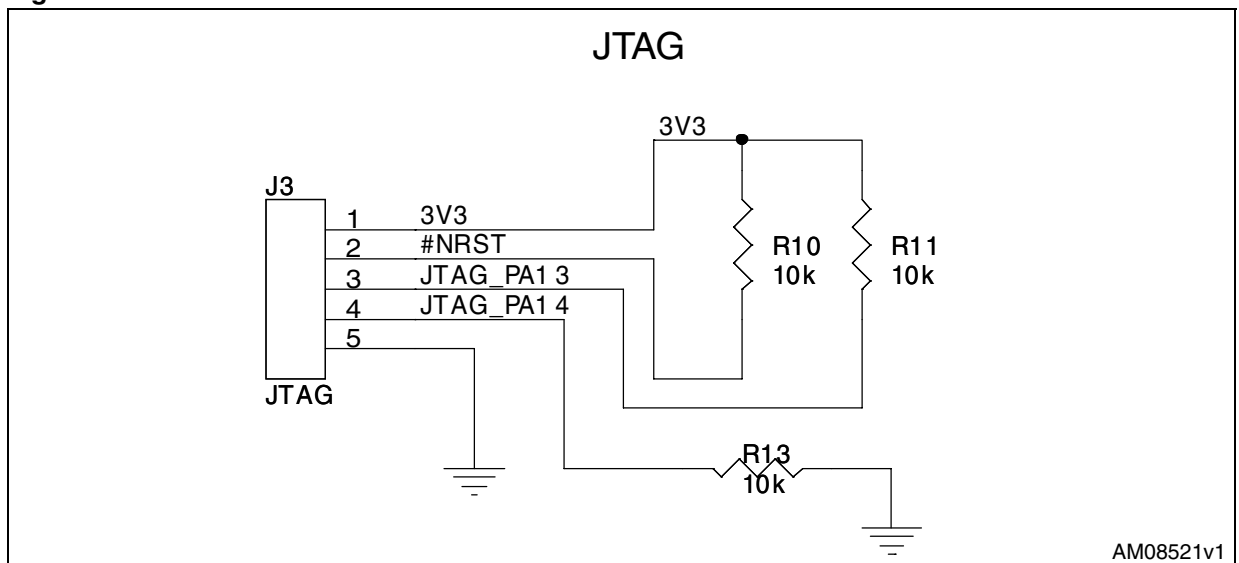 JTAG
3V3
J3
1 3V3
2 #NRST
3 JTAG_PA1 3
4 JTAG_PA1 4
5
JTAG
R10
10k
R11
10k
R13
10k
AM08521v1